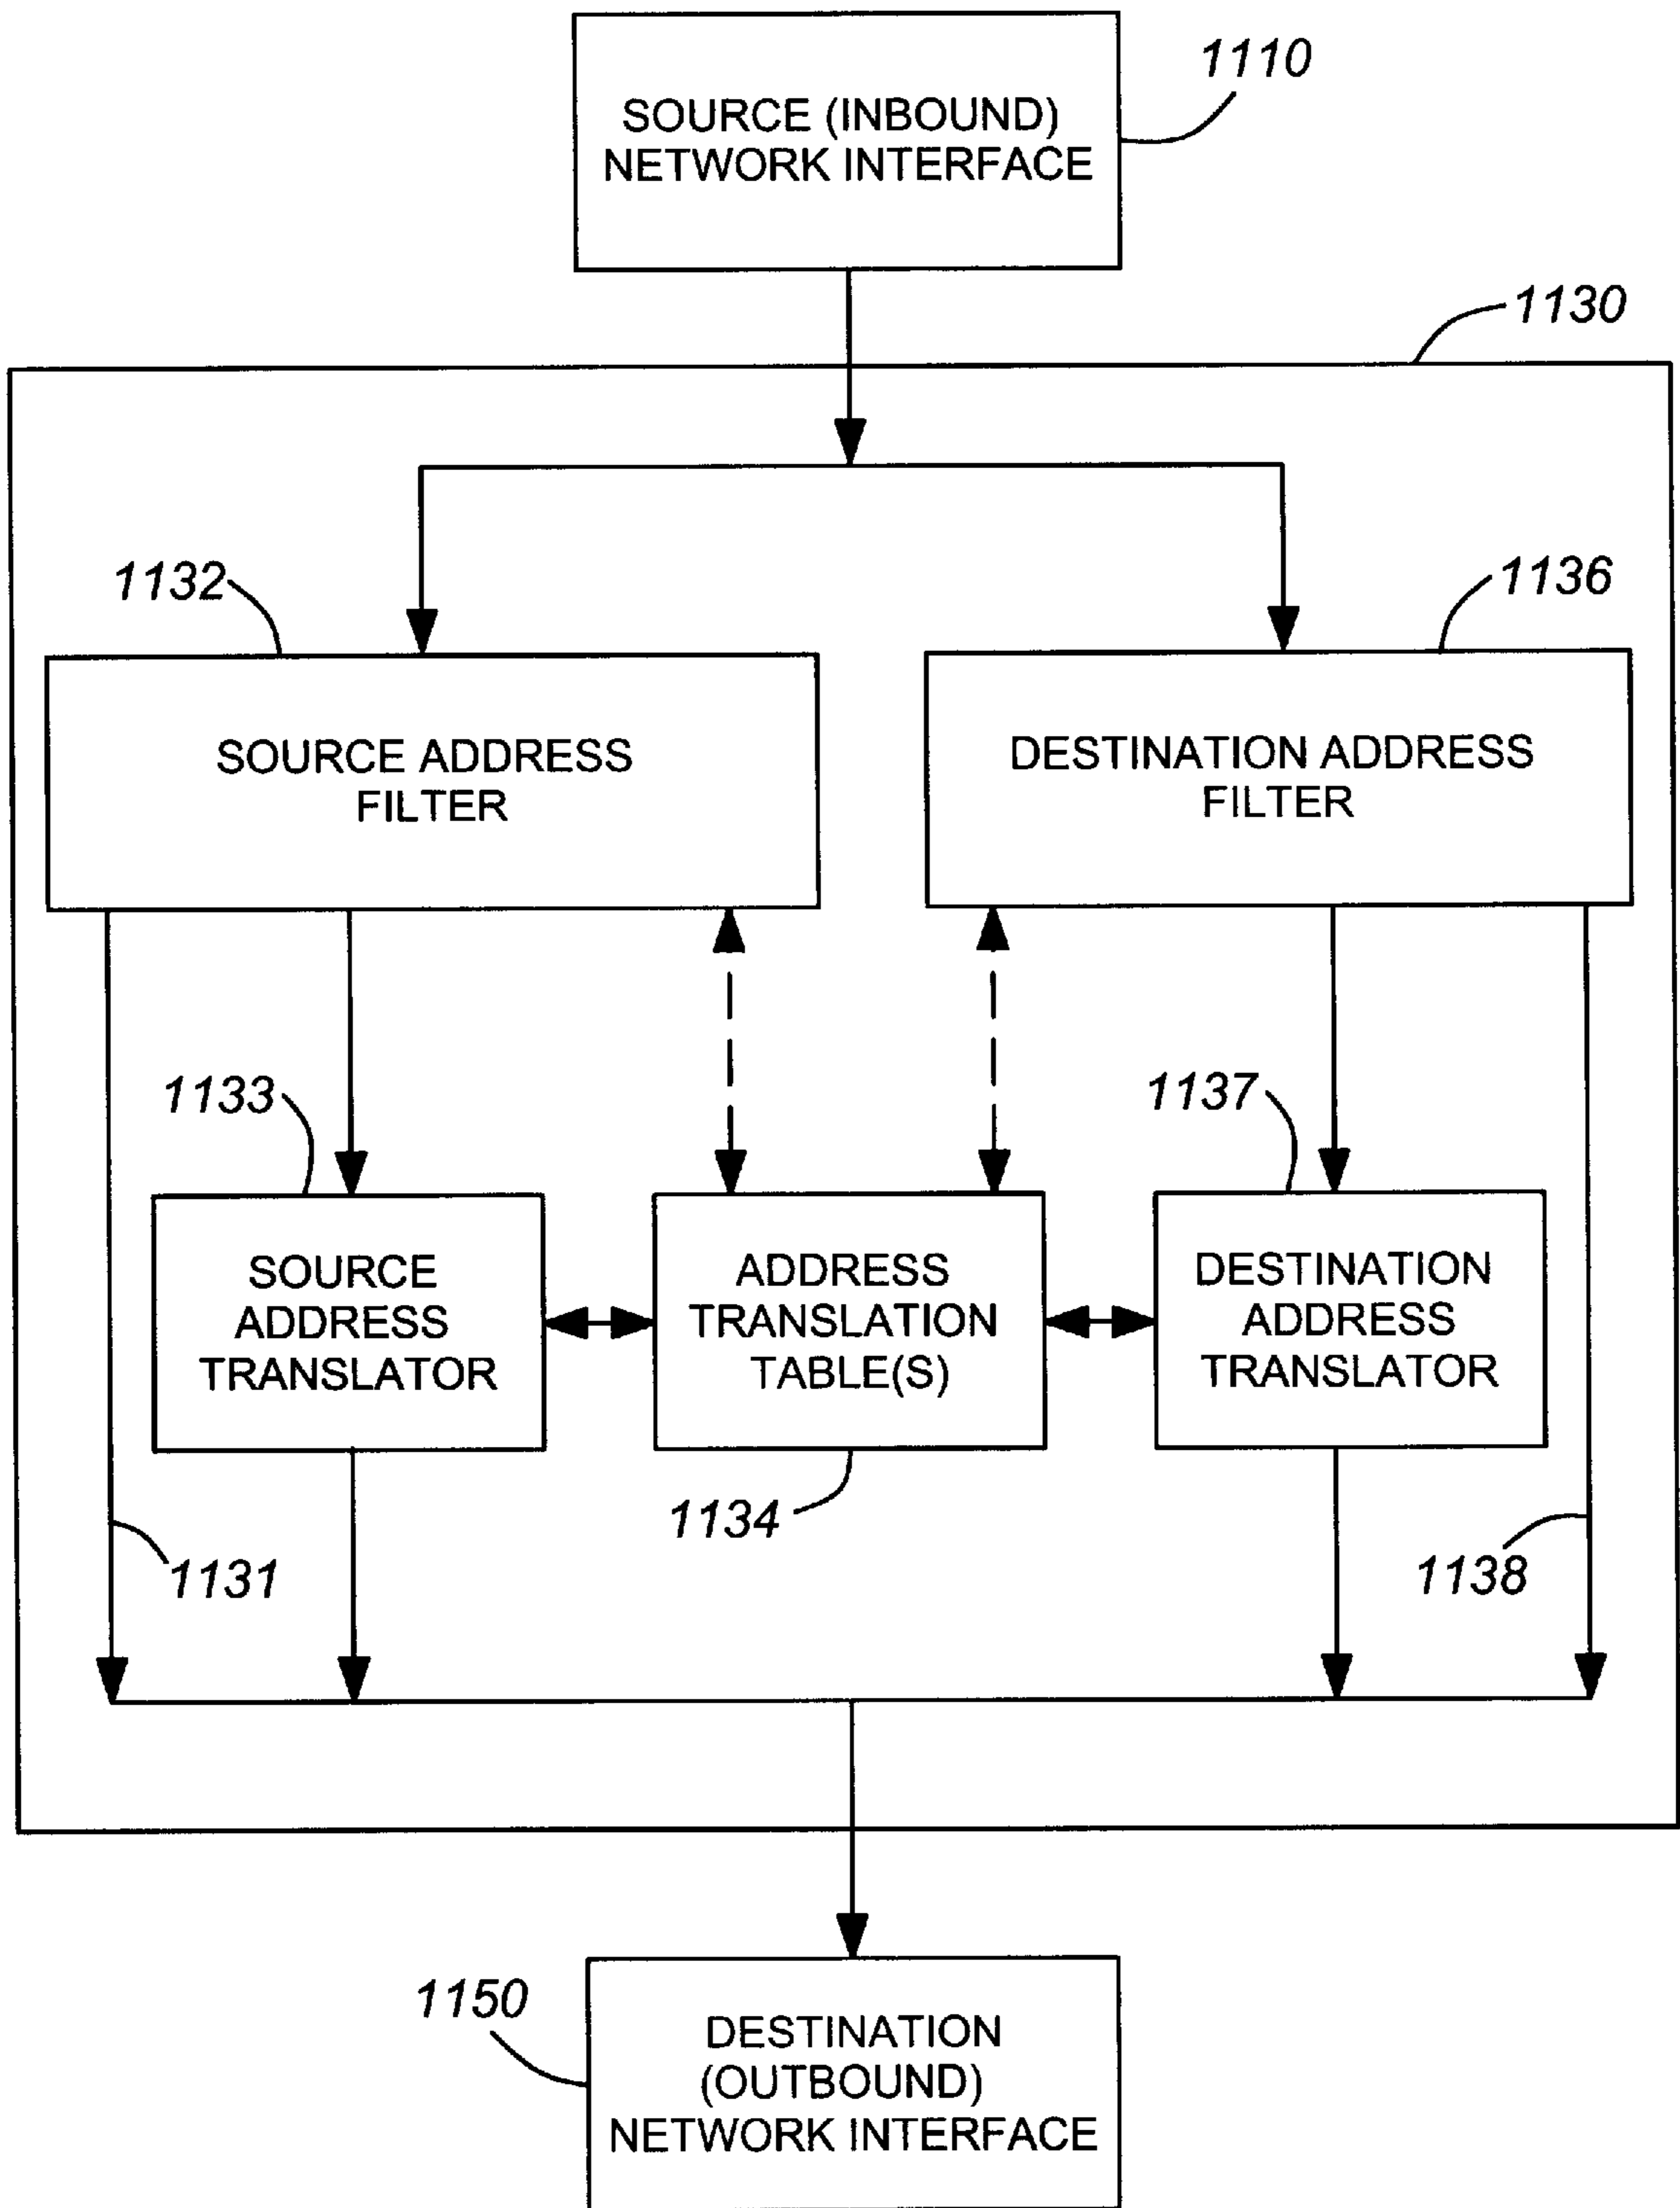 1110
SOURCE (INBOUND)
NETWORK INTERFACE
1130
1132
1136
SOURCE ADDRESS
FILTER
DESTINATION ADDRESS
FILTER
1133
1137
SOURCE
ADDRESS
TRANSLATOR
ADDRESS
TRANSLATION
TABLE(S)
DESTINATION
ADDRESS
TRANSLATOR
1134
1131
1138
1150
DESTINATION
(OUTBOUND)
NETWORK INTERFACE